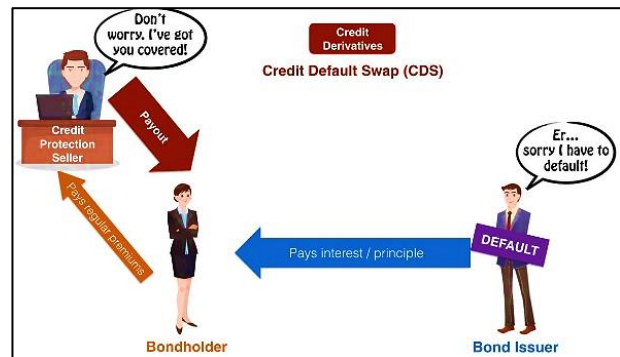 Don't
worry. I've got
you covered!
Credit
Derivatives
Credit Default Swap (CDS)
Credit
Protection
Seller
Payout
Er...
sorry I have to
default!
Pays regular premiums
Pays interest / principle
DEFAULT
Bondholder
Bond Issuer